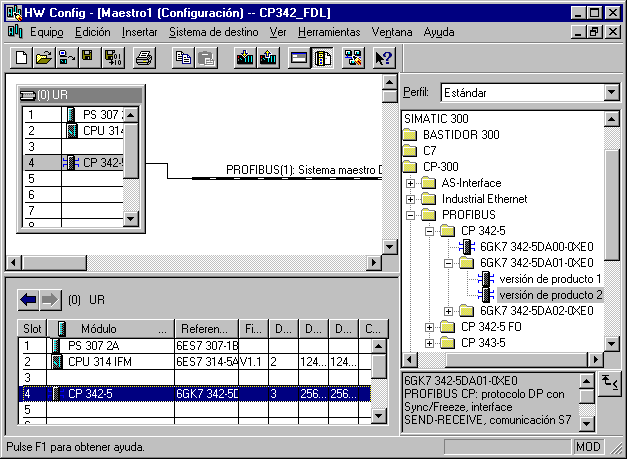 HW Config - [Maestro1 (Configuración) -- CP342_FDL]
Equipo Edición Insertar Sistema de destino Ver Herramientas Ventana Ayuda
(0) UR
1 PS 307 2
2 CPU 314
3
4 CP 342-5
5
6
7
8
PROFIBUS(1): Sistema maestro D
Perfil: Estándar
SIMATIC 300
BASTIDOR 300
C7
CP-300
AS-Interface
Industrial Ethernet
PROFIBUS
CP 342-5
6GK7 342-5DA00-0XE0
6GK7 342-5DA01-0XE0
versión de producto 1
versión de producto 2
6GK7 342-5DA02-0XE0
CP 342-5 FO
CP 343-5
(0) UR
Slot Módulo ... Referen... Fi... D... D... D... C...
1 PS 307 2A 6ES7 307-1B
2 CPU 314 IFM 6ES7 314-5A V1.1 2 124... 124...
3
4 CP 342-5 6GK7 342-5D 3 256... 256...
5
6GK7 342-5DA01-0XE0
PROFIBUS CP: protocolo DP con
Sync/Freeze, interface
SEND-RECEIVE, comunicación S7
Pulse F1 para obtener ayuda.
MOD